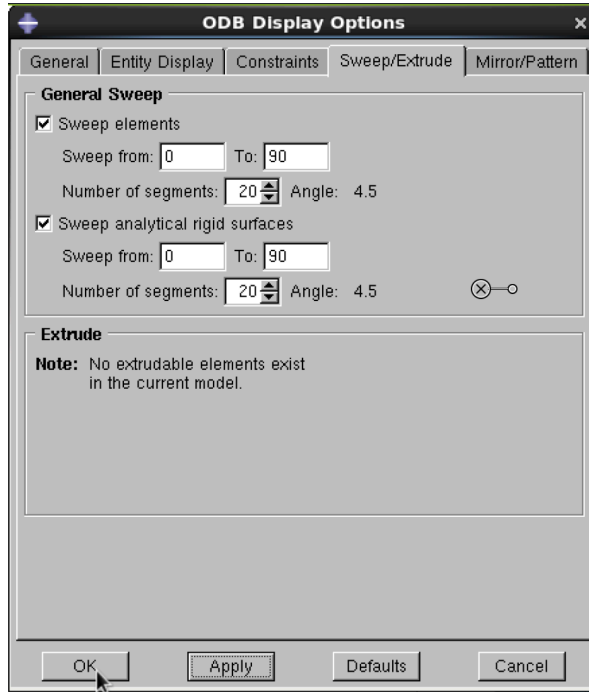 ODB Display Options
General Entity Display Constraints Sweep/Extrude Mirror/Pattern
General Sweep
Sweep elements
Sweep from: 0 To: 90
Number of segments: 20 Angle: 4.5
Sweep analytical rigid surfaces
Sweep from: 0 To: 90
Number of segments: 20 Angle: 4.5
Extrude
Note: No extrudable elements exist
in the current model.
OK Apply Defaults Cancel